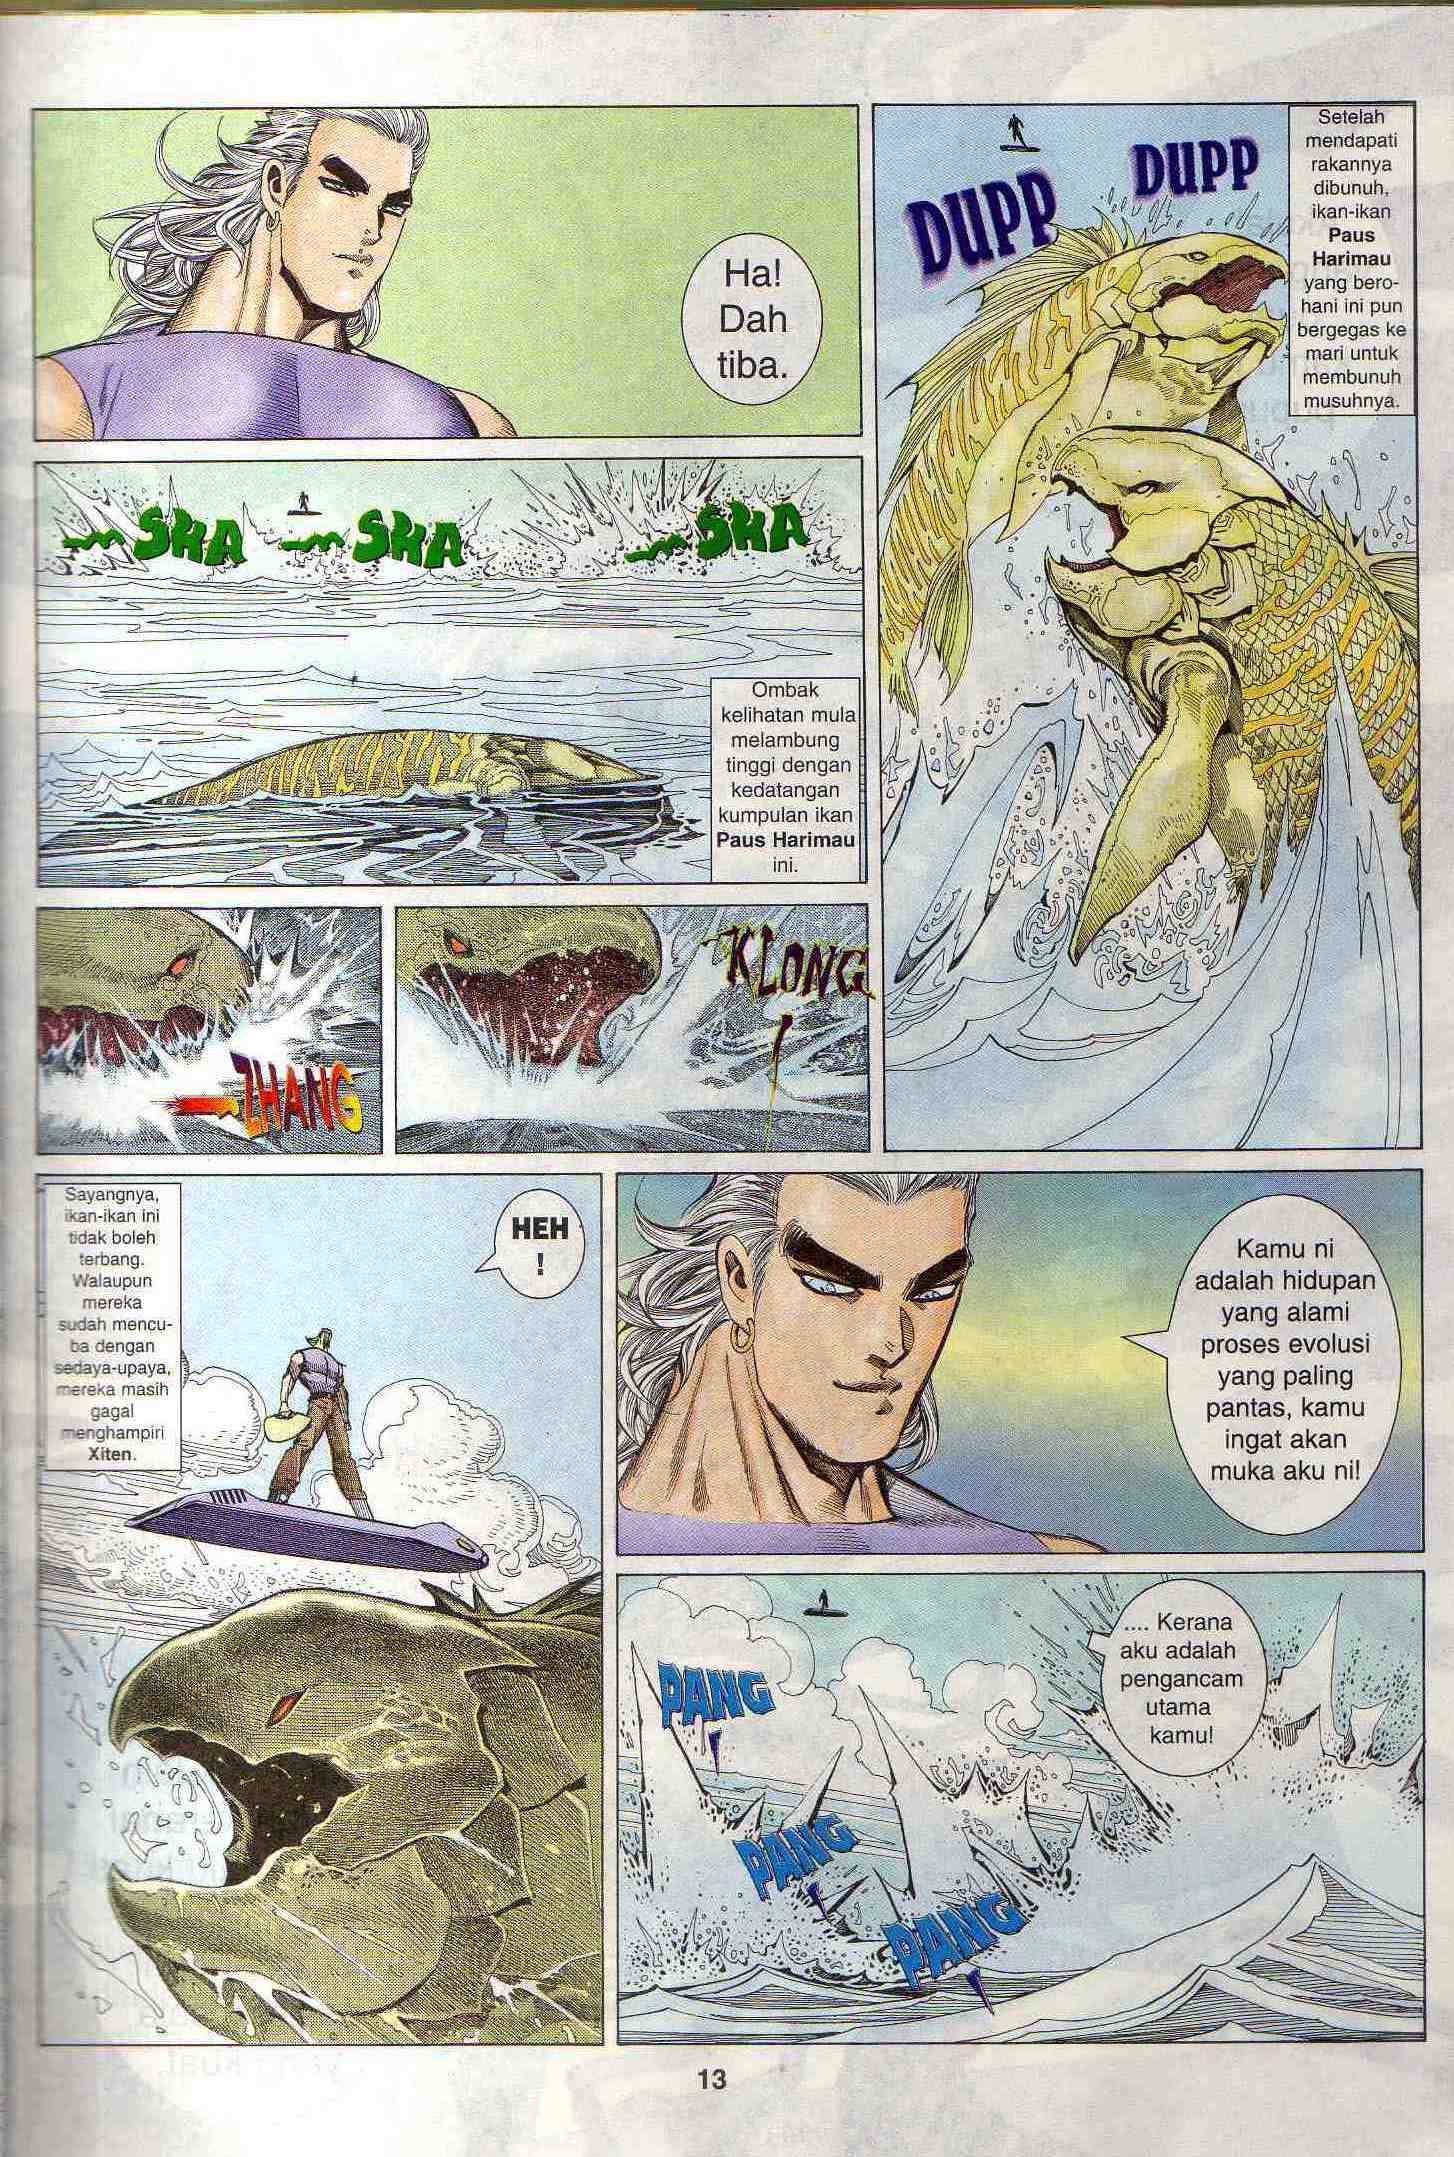 Ha!
Dah
tiba.
SHA
SHA
SHA
Ombak
kelihatan mula
melambung
tinggi dengan
kedatangan
kumpulan ikan
Paus Harimau
ini.
DUPP
DUPP
Setelah
mendapati
rakannya
dibunuh,
ikan-ikan
Paus
Harimau
yang bero-
hani ini pun
bergegas ke
mari untuk
membunuh
musuhnya.
ZHANG
KLONG
!
Sayangnya,
ikan-ikan ini
tidak boleh
terbang.
Walaupun
mereka
sudah mencu-
ba dengan
sedaya-upaya,
mereka masih
gagal
menghampiri
Xiten.
HEH
!
Kamu ni
adalah hidupan
yang alami
proses evolusi
yang paling
pantas, kamu
ingat akan
muka aku ni!
.... Kerana
aku adalah
pengancam
utama
kamu!
PANG
!
PANG
!
PANG
!
13